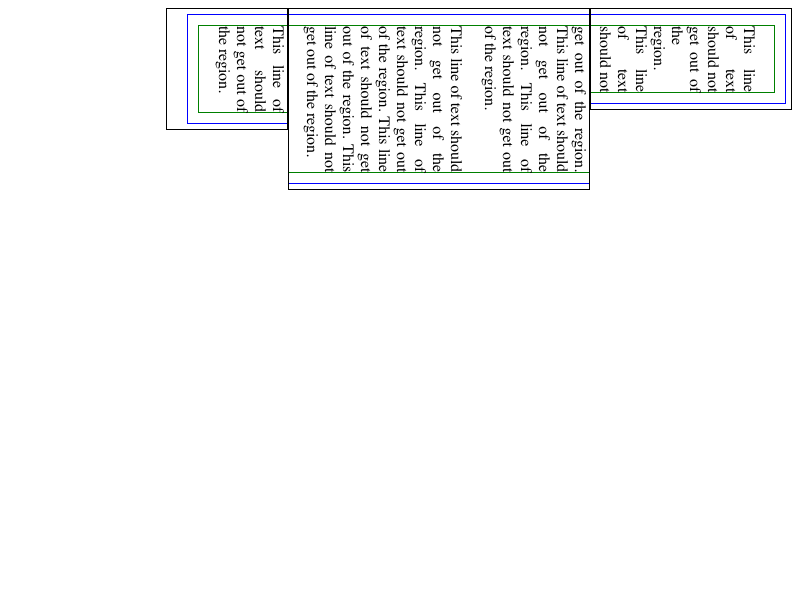 This line
of text
should not
get out of
the
region.
This line
of text
should not
get out of the region.
This line of text should
not get out of the
region. This line of
text should not get out
of the region.
This line of text should
not get out of the
region. This line of
text should not get out
of the region. This line
of text should not get
out of the region. This
line of text should not
get out of the region.
This line of
text should
not get out of
the region.